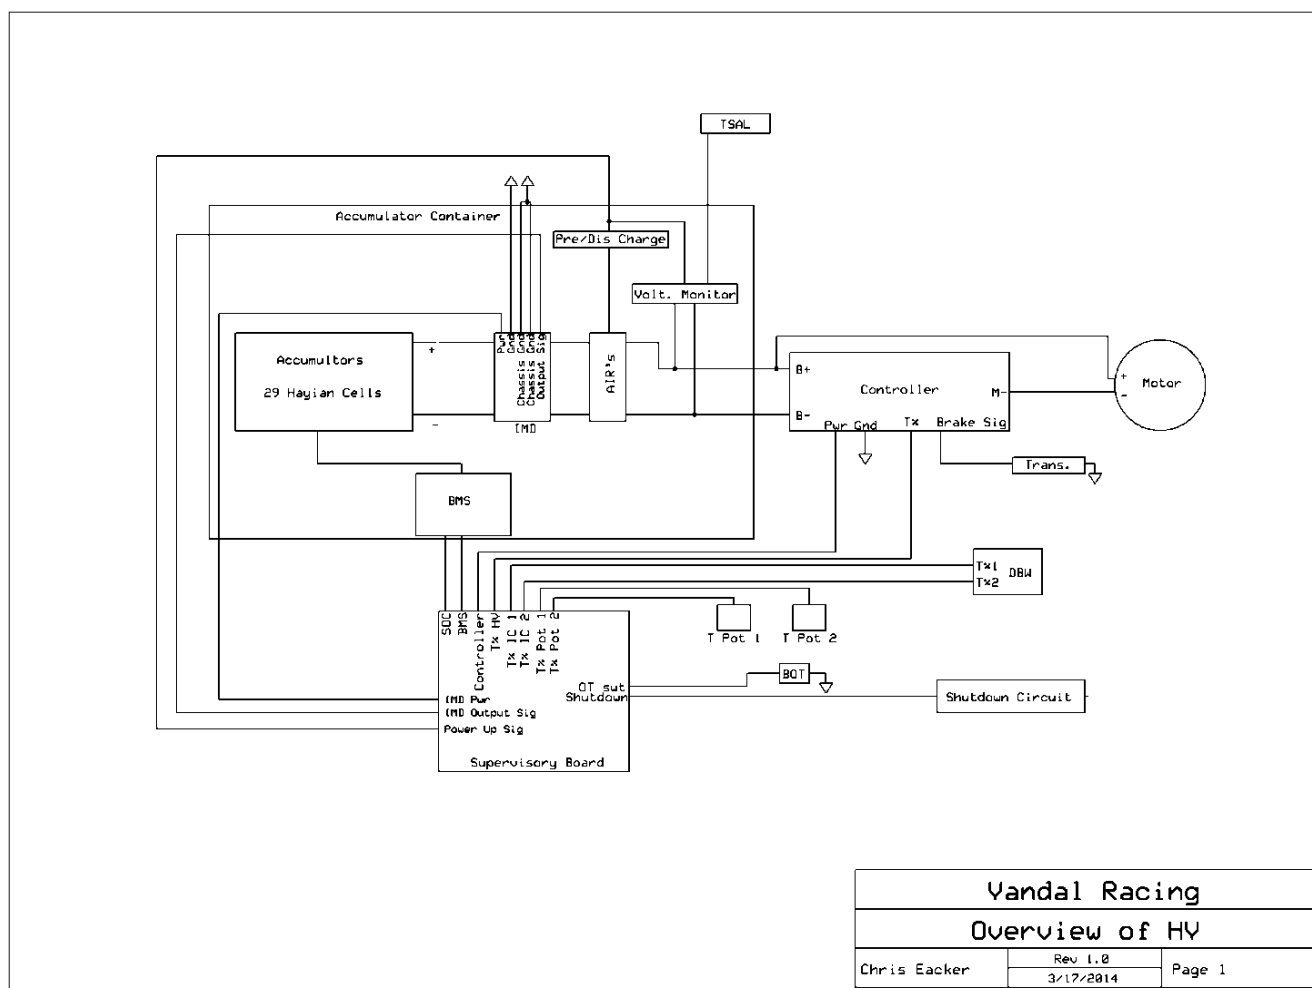 TSAL
Accumulator Container
Pre/Dis Charge
Volt. Monitor
Accumultors
29 Hayian Cells
+
-
Pwr
Gnd
Chassis Gnd
Chassis Gnd
Output Sig
IMD
AIR's
B+
B-
Controller
M-
Pwr Gnd
Tx
Brake Sig
+
-
Motor
Trans.
BMS
Tx1
Tx2
DBW
SOC
BMS
Controller
Tx HV
Tx IC 1
Tx IC 2
Tx Pot 1
Tx Pot 2
T Pot 1
T Pot 2
BOT
OT swt
Shutdown
Shutdown Circuit
IMD Pwr
IMD Output Sig
Power Up Sig
Supervisory Board
Vandal Racing
Overview of HV
Chris Eacker
Rev 1.0
3/17/2014
Page 1